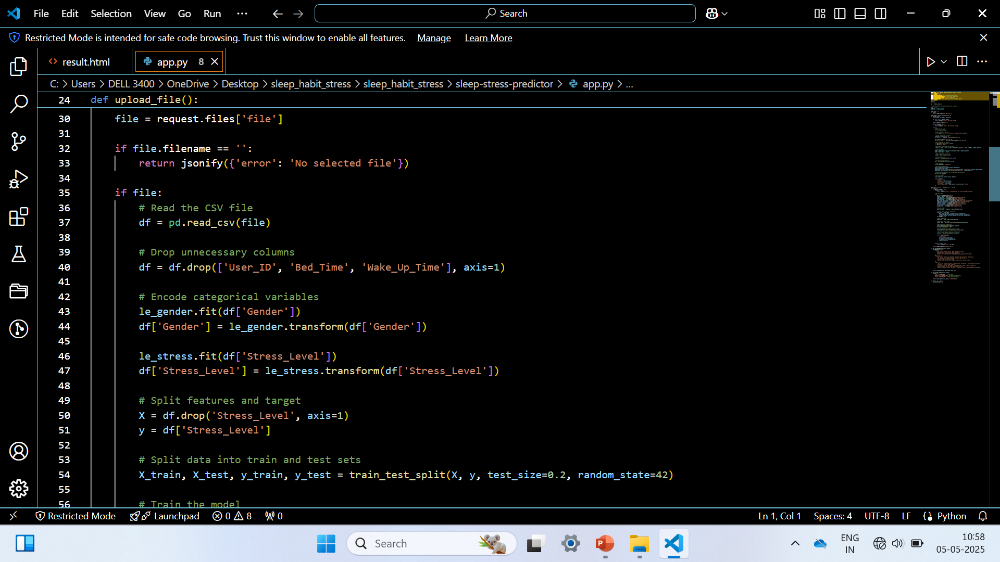 File Edit Selection View Go Run ... Search
Restricted Mode is intended for safe code browsing. Trust this window to enable all features. Manage Learn More
result.html app.py 8
C: > Users > DELL 3400 > OneDrive > Desktop > sleep_habit_stress > sleep_habit_stress > sleep-stress-predictor > app.py > ...
24 def upload_file():
30 file = request.files['file']
31
32 if file.filename == '':
33 return jsonify({'error': 'No selected file'})
34
35 if file:
36 # Read the CSV file
37 df = pd.read_csv(file)
38
39 # Drop unnecessary columns
40 df = df.drop(['User_ID', 'Bed_Time', 'Wake_Up_Time'], axis=1)
41
42 # Encode categorical variables
43 le_gender.fit(df['Gender'])
44 df['Gender'] = le_gender.transform(df['Gender'])
45
46 le_stress.fit(df['Stress_Level'])
47 df['Stress_Level'] = le_stress.transform(df['Stress_Level'])
48
49 # Split features and target
50 X = df.drop('Stress_Level', axis=1)
51 y = df['Stress_Level']
52
53 # Split data into train and test sets
54 X_train, X_test, y_train, y_test = train_test_split(X, y, test_size=0.2, random_state=42)
55
56 # Train the model
Restricted Mode Launchpad 0 8 0 Ln 1, Col 1 Spaces: 4 UTF-8 LF Python
Search ENG IN 10:58 05-05-2025